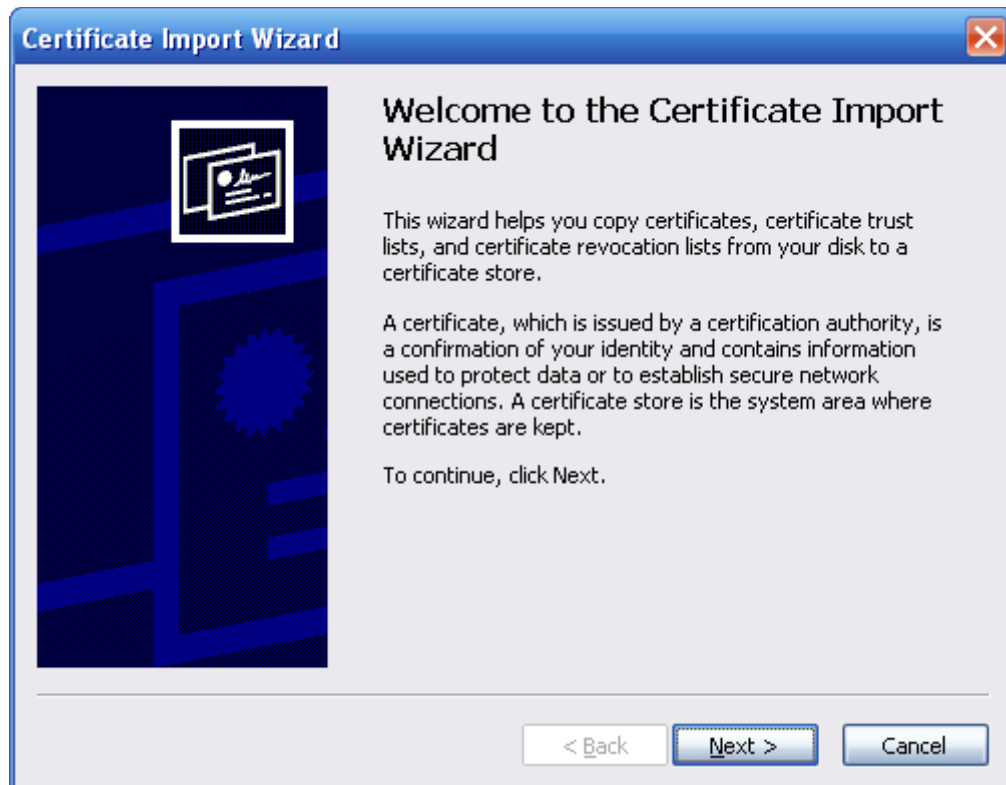 Certificate Import Wizard
Welcome to the Certificate Import
Wizard
This wizard helps you copy certificates, certificate trust
lists, and certificate revocation lists from your disk to a
certificate store.
A certificate, which is issued by a certification authority, is
a confirmation of your identity and contains information
used to protect data or to establish secure network
connections. A certificate store is the system area where
certificates are kept.
To continue, click Next.
< Back
Next >
Cancel